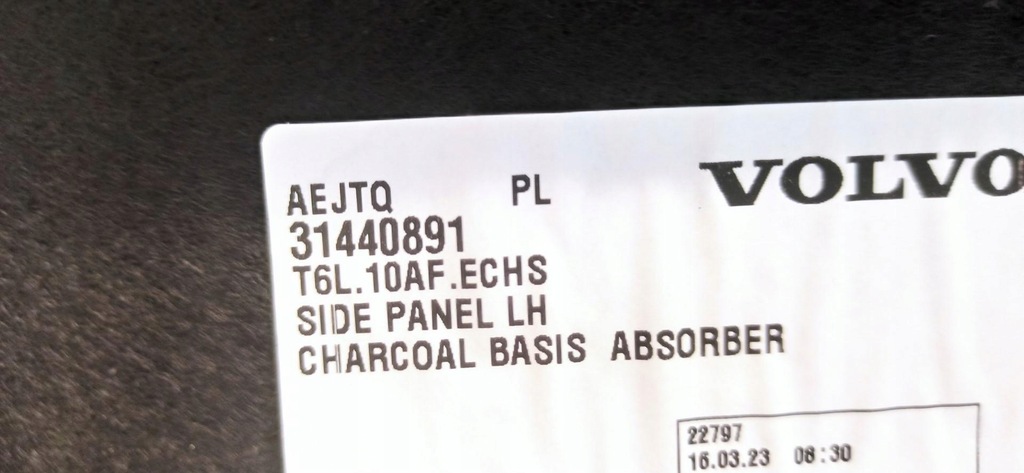 VOLVO
AEJTQ PL
31440891
T6L.10AF.ECHS
SIDE PANEL LH
CHARCOAL BASIS ABSORBER
22797
16.03.23 08:30